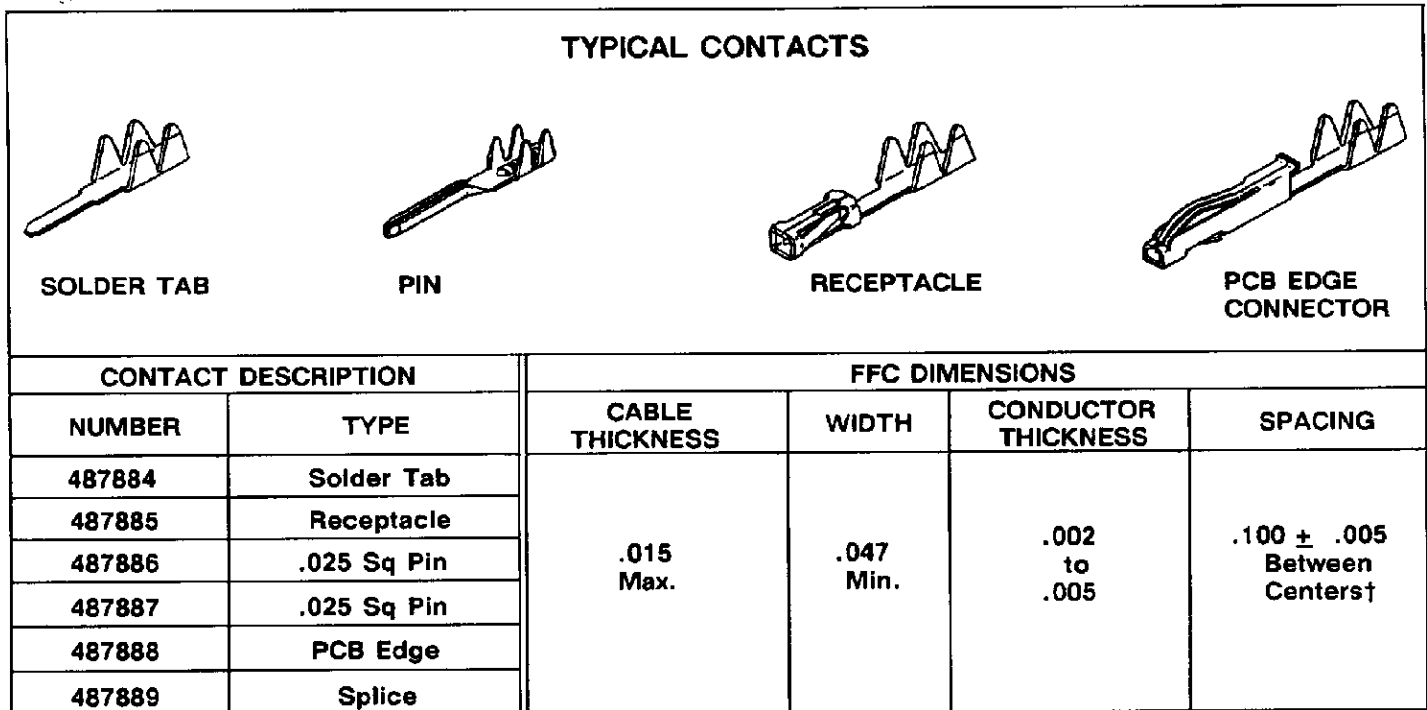 TYPICAL CONTACTS
SOLDER TAB
PIN
RECEPTACLE
PCB EDGE
CONNECTOR
CONTACT DESCRIPTION
FFC DIMENSIONS
NUMBER
TYPE
CABLE
THICKNESS
WIDTH
CONDUCTOR
THICKNESS
SPACING
487884
Solder Tab
487885
Receptacle
487886
.025 Sq Pin
487887
.025 Sq Pin
487888
PCB Edge
487889
Splice
.015
Max.
.047
Min.
.002
to
.005
.100 ± .005
Between
Centers†